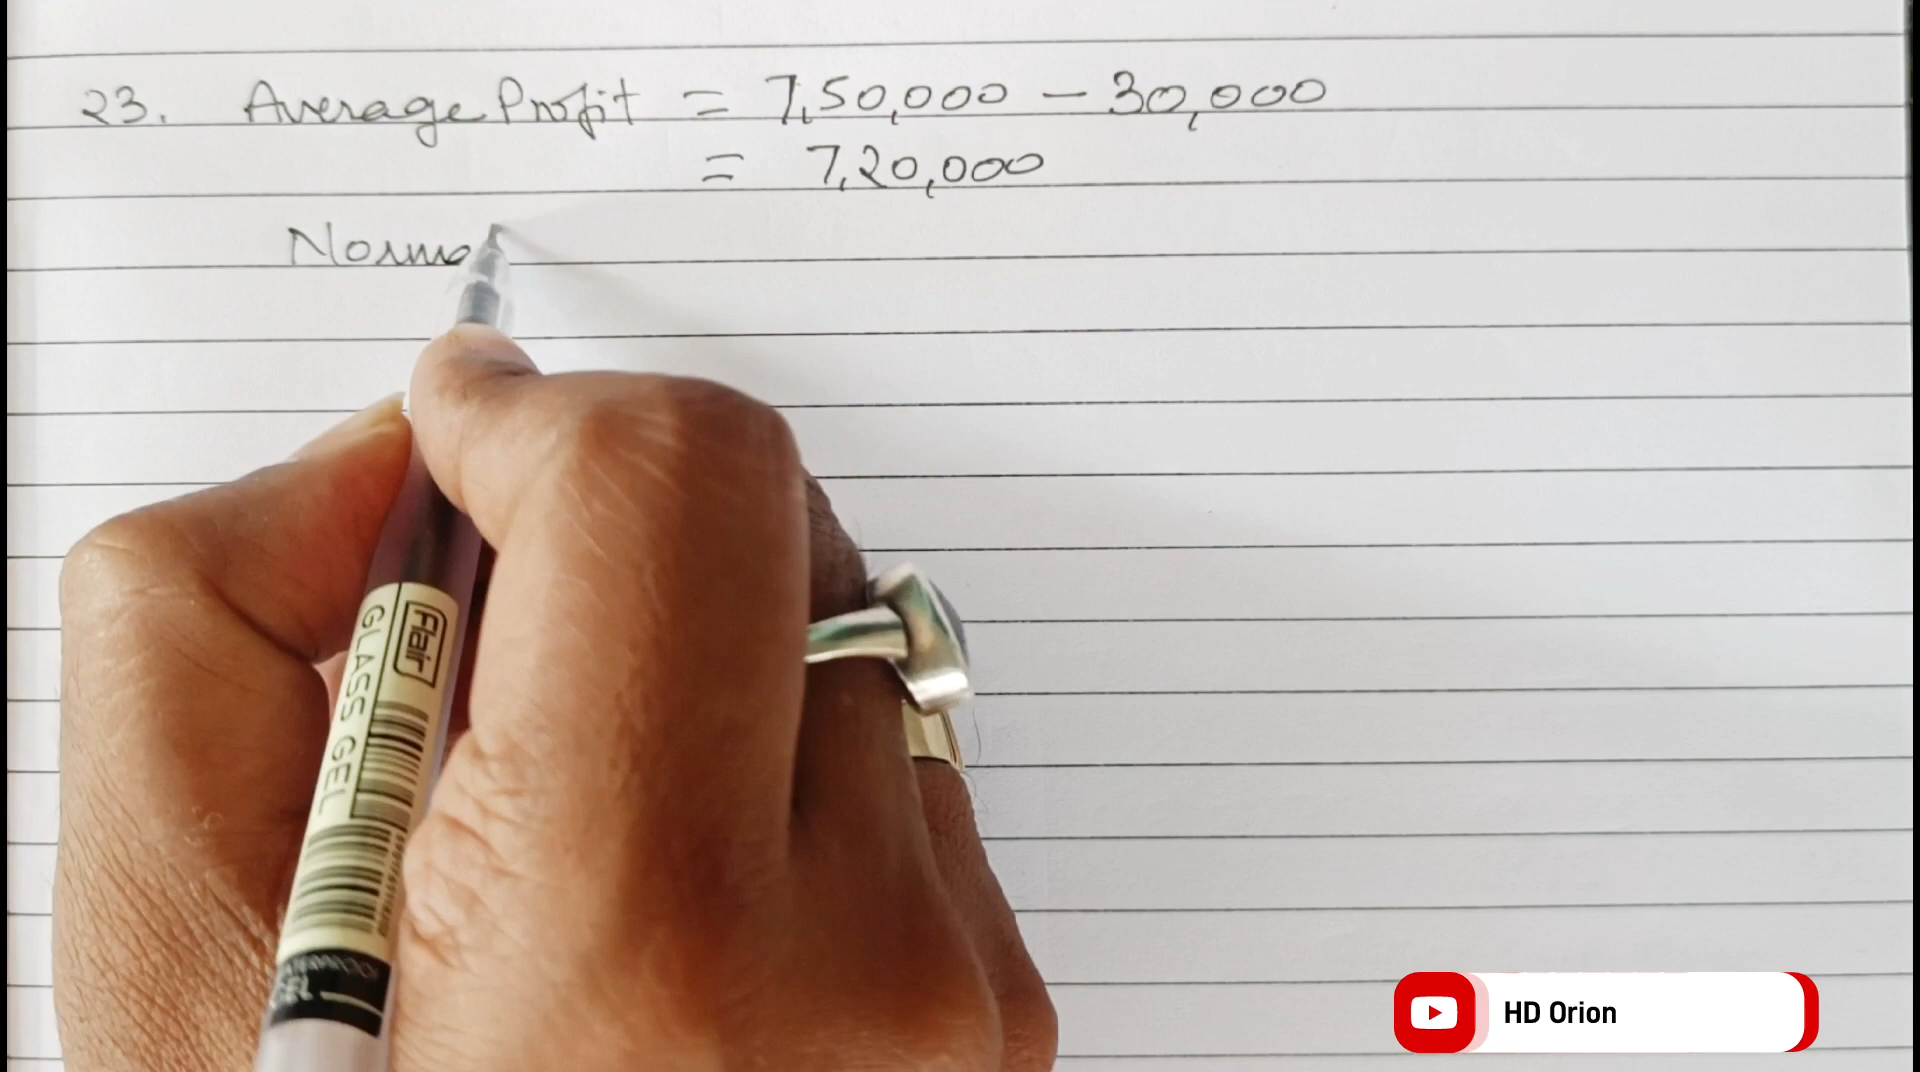 23. Average Profit = 7,50,000 − 30,000
= 7,20,000
Norma
Flair
GLASS GEL
HD Orion